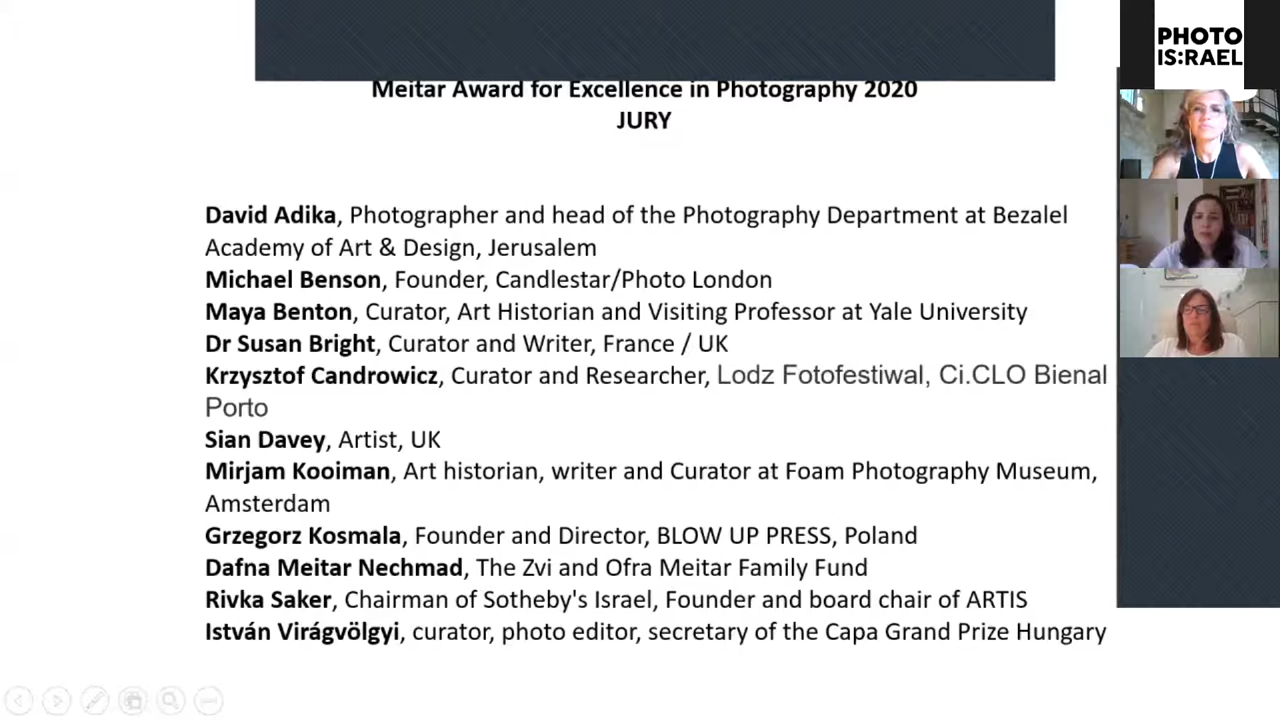 Meitar Award for Excellence in Photography 2020
JURY
David Adika, Photographer and head of the Photography Department at Bezalel
Academy of Art & Design, Jerusalem
Michael Benson, Founder, Candlestar/Photo London
Maya Benton, Curator, Art Historian and Visiting Professor at Yale University
Dr Susan Bright, Curator and Writer, France / UK
Krzysztof Candrowicz, Curator and Researcher, Lodz Fotofestiwal, Ci.CLO Bienal
Porto
Sian Davey, Artist, UK
Mirjam Kooiman, Art historian, writer and Curator at Foam Photography Museum,
Amsterdam
Grzegorz Kosmala, Founder and Director, BLOW UP PRESS, Poland
Dafna Meitar Nechmad, The Zvi and Ofra Meitar Family Fund
Rivka Saker, Chairman of Sotheby's Israel, Founder and board chair of ARTIS
István Virágvölgyi, curator, photo editor, secretary of the Capa Grand Prize Hungary
PHOTO
IS:RAEL